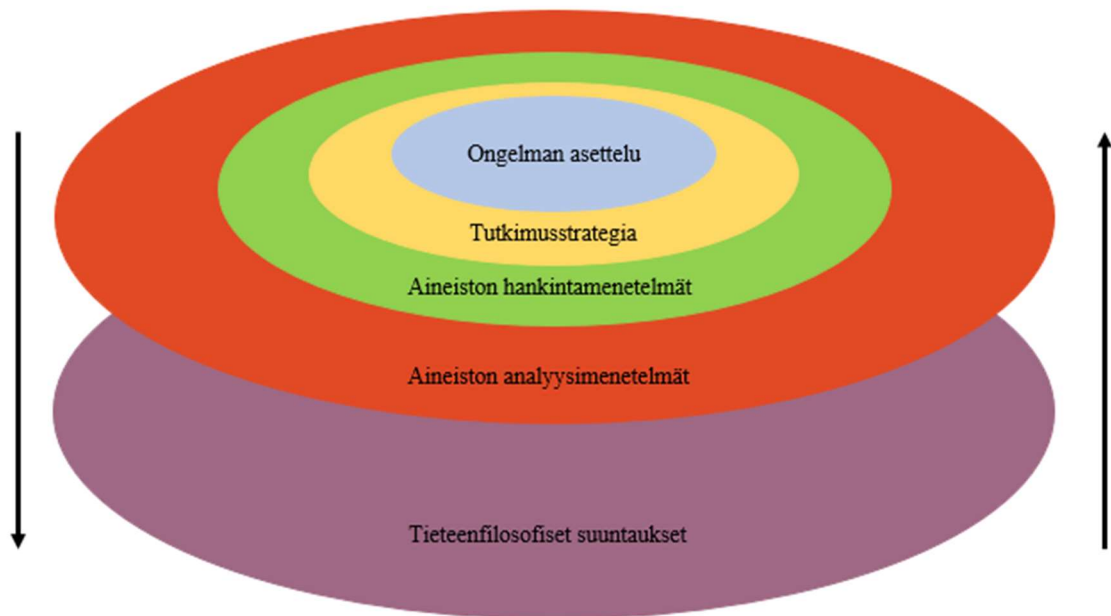 Ongelman asettelu
Tutkimusstrategia
Aineiston hankintamenetelmät
Aineiston analyysimenetelmät
Tieteenfilosofiset suuntaukset